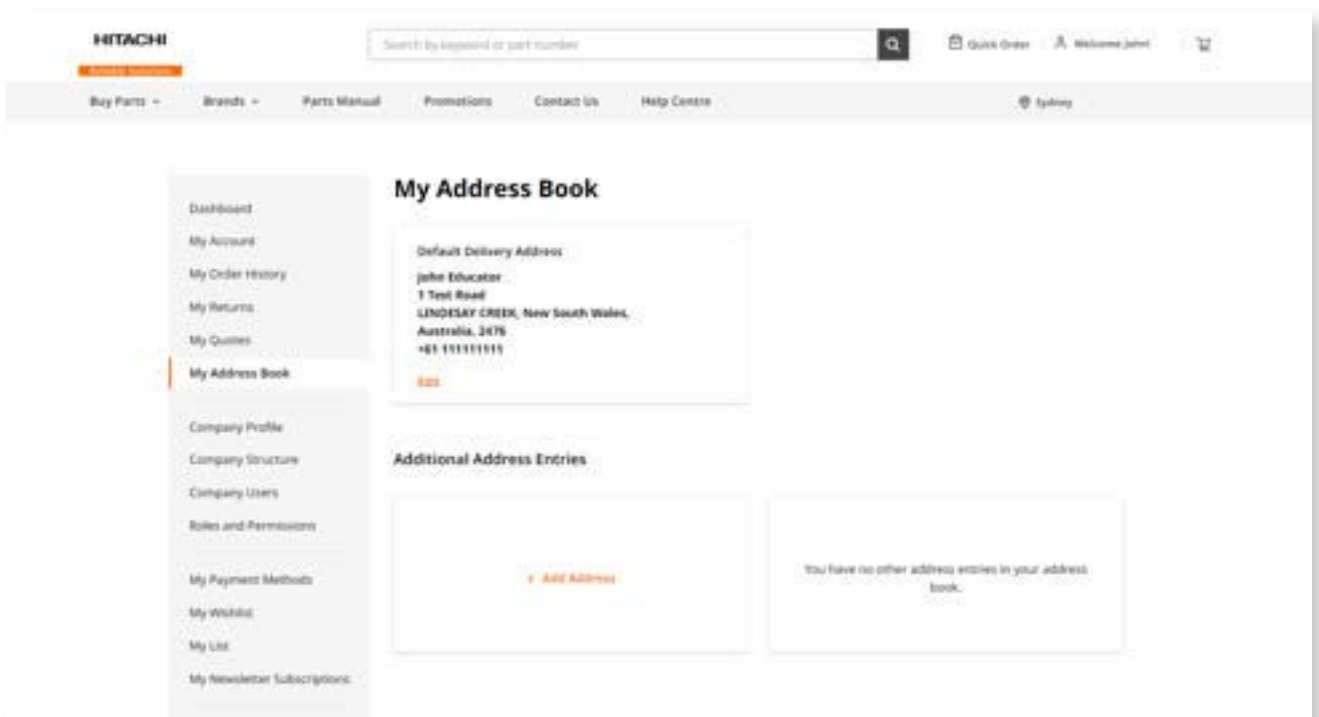 HITACHI
Search by keyword or part number
Quick Order
Welcome John!
Buy Parts
Brands
Parts Manual
Promotions
Contact Us
Help Centre
Sydney
Dashboard
My Account
My Order History
My Returns
My Quotes
My Address Book
Company Profile
Company Structure
Company Users
Roles and Permissions
My Payment Methods
My Wishlist
My List
My Newsletter Subscriptions
My Address Book
Default Delivery Address
John Educator
1 Test Road
LINDESAY CREEK, New South Wales,
Australia, 2476
+61 111111111
Edit
Additional Address Entries
+ Add Address
You have no other address entries in your address
book.